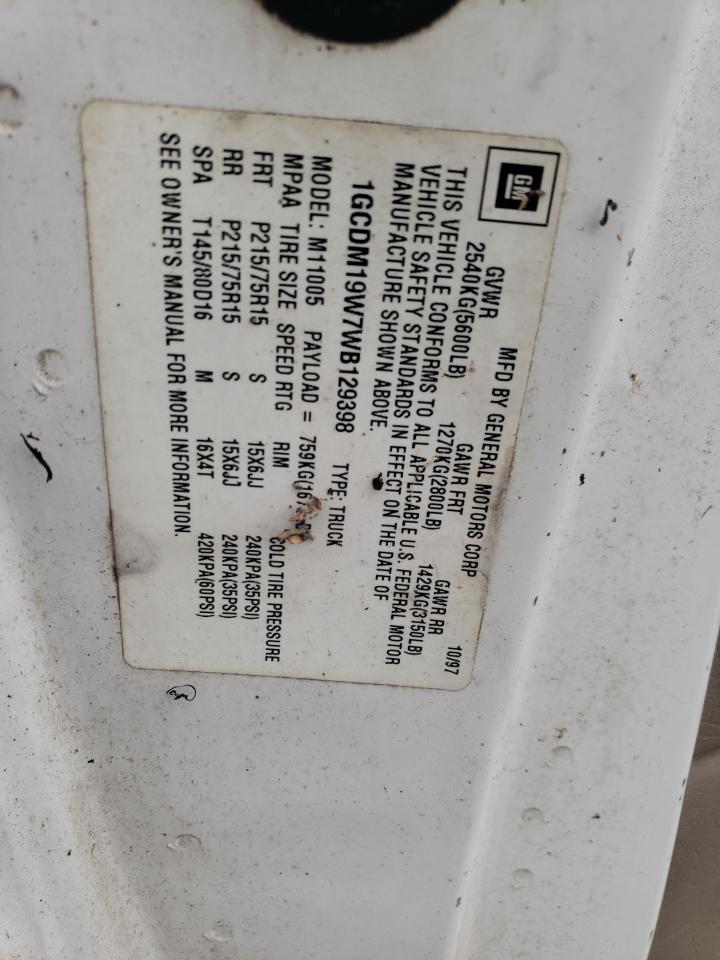 GM
MFD BY GENERAL MOTORS CORP 10/97
GVWR GAWR FRT GAWR RR
2540KG(5600LB) 1270KG(2800LB) 1429KG(3150LB)
THIS VEHICLE CONFORMS TO ALL APPLICABLE U.S. FEDERAL MOTOR
VEHICLE SAFETY STANDARDS IN EFFECT ON THE DATE OF
MANUFACTURE SHOWN ABOVE.
1GCDM19W7WB129398 TYPE: TRUCK
MODEL: M11005 PAYLOAD = 759KG(167
MPAA TIRE SIZE SPEED RTG RIM COLD TIRE PRESSURE
FRT P215/75R15 S 15X6JJ 240KPA(35PSI)
RR P215/75R15 S 15X6JJ 240KPA(35PSI)
SPA T145/80D16 M 16X4T 420KPA(60PSI)
SEE OWNER'S MANUAL FOR MORE INFORMATION.